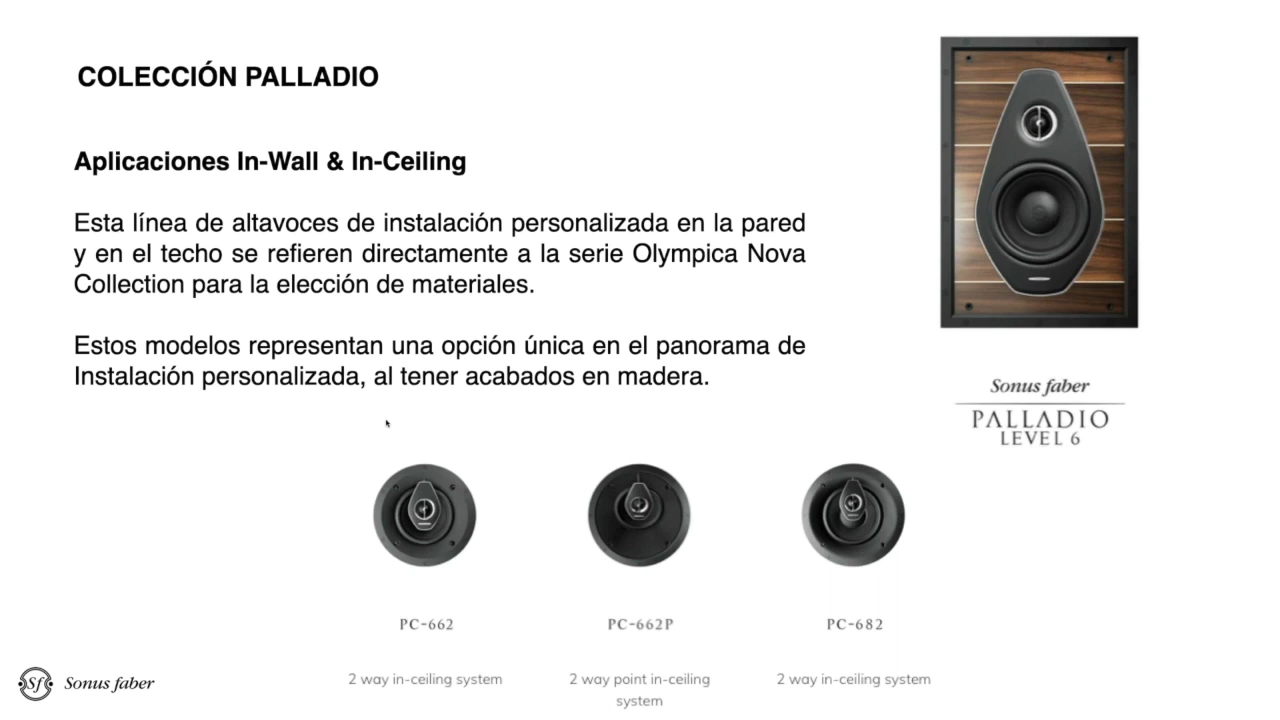 COLECCIÓN PALLADIO
Aplicaciones In-Wall & In-Ceiling
Esta línea de altavoces de instalación personalizada en la pared
y en el techo se refieren directamente a la serie Olympica Nova
Collection para la elección de materiales.
Estos modelos representan una opción única en el panorama de
Instalación personalizada, al tener acabados en madera.
Sonus faber
PALLADIO
LEVEL 6
PC-662
PC-662P
PC-682
2 way in-ceiling system
2 way point in-ceiling
system
2 way in-ceiling system
Sf
Sonus faber